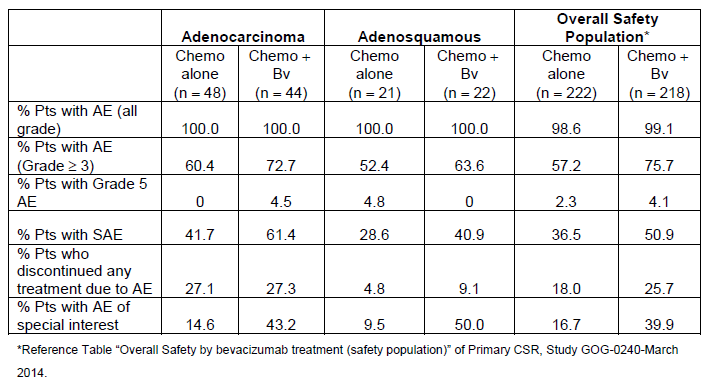 Adenocarcinoma Adenosquamous Overall Safety Population*
Chemo alone (n = 48) Chemo + Bv (n = 44) Chemo alone (n = 21) Chemo + Bv (n = 22) Chemo alone (n = 222) Chemo + Bv (n = 218)
% Pts with AE (all grade) 100.0 100.0 100.0 100.0 98.6 99.1
% Pts with AE (Grade ≥ 3) 60.4 72.7 52.4 63.6 57.2 75.7
% Pts with Grade 5 AE 0 4.5 4.8 0 2.3 4.1
% Pts with SAE 41.7 61.4 28.6 40.9 36.5 50.9
% Pts who discontinued any treatment due to AE 27.1 27.3 4.8 9.1 18.0 25.7
% Pts with AE of special interest 14.6 43.2 9.5 50.0 16.7 39.9
*Reference Table “Overall Safety by bevacizumab treatment (safety population)” of Primary CSR, Study GOG-0240-March
2014.